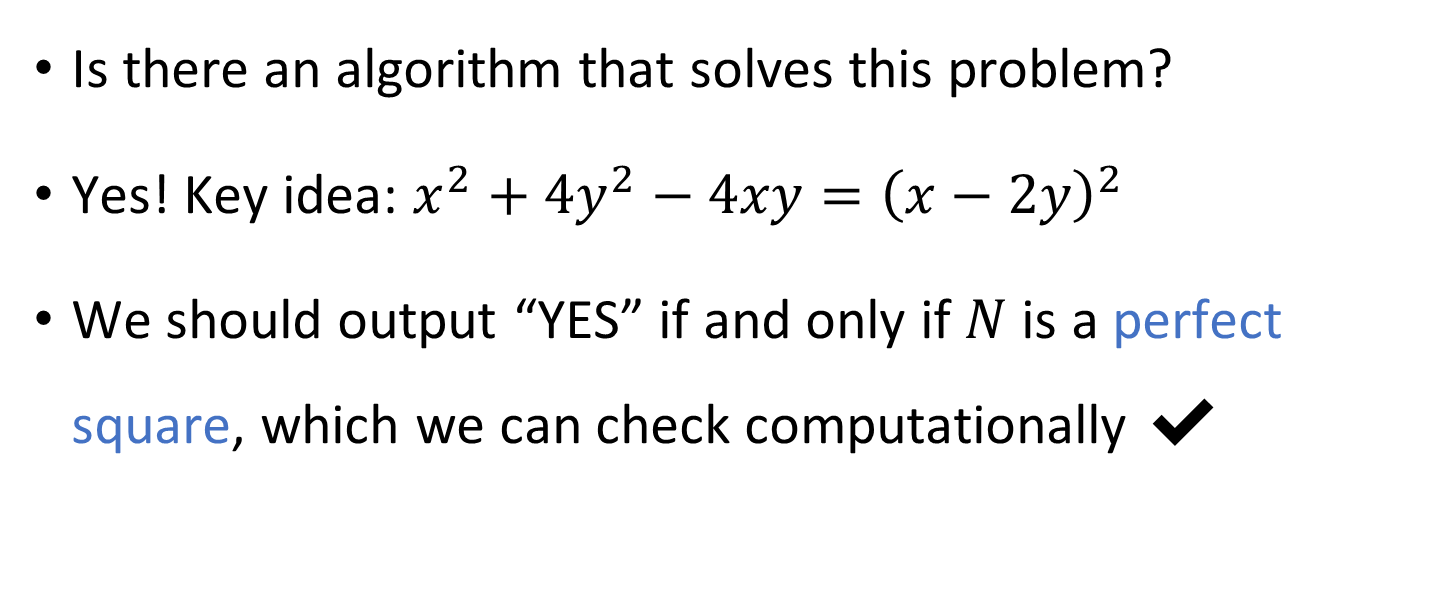 • Is there an algorithm that solves this problem?
• Yes! Key idea: 𝑥² + 4𝑦² − 4𝑥𝑦 = (𝑥 − 2𝑦)²
• We should output “YES” if and only if 𝑁 is a perfect
square, which we can check computationally ✔